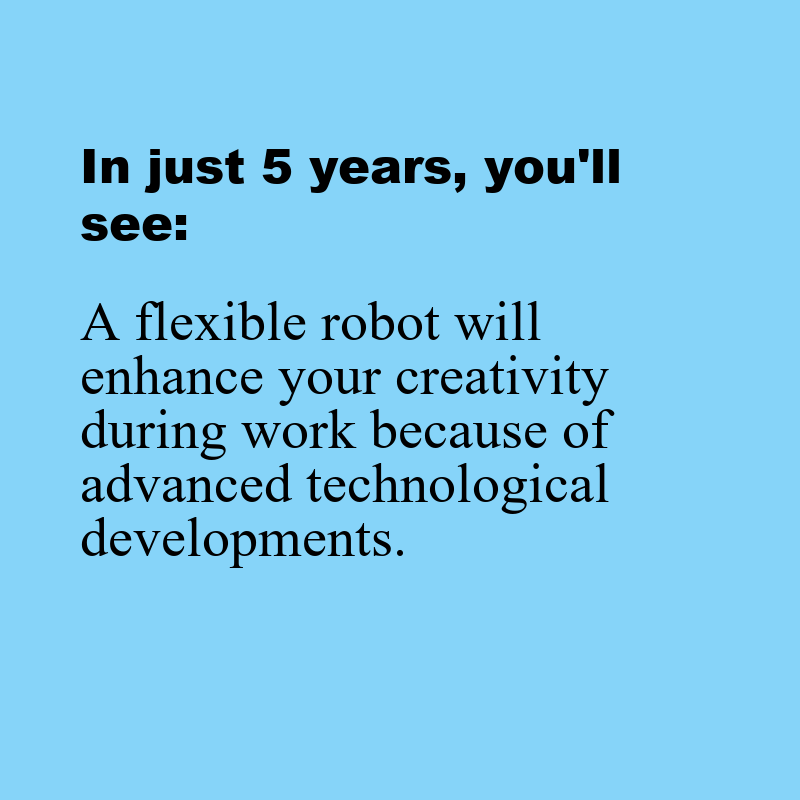 In just 5 years, you'll
see:
A flexible robot will
enhance your creativity
during work because of
advanced technological
developments.